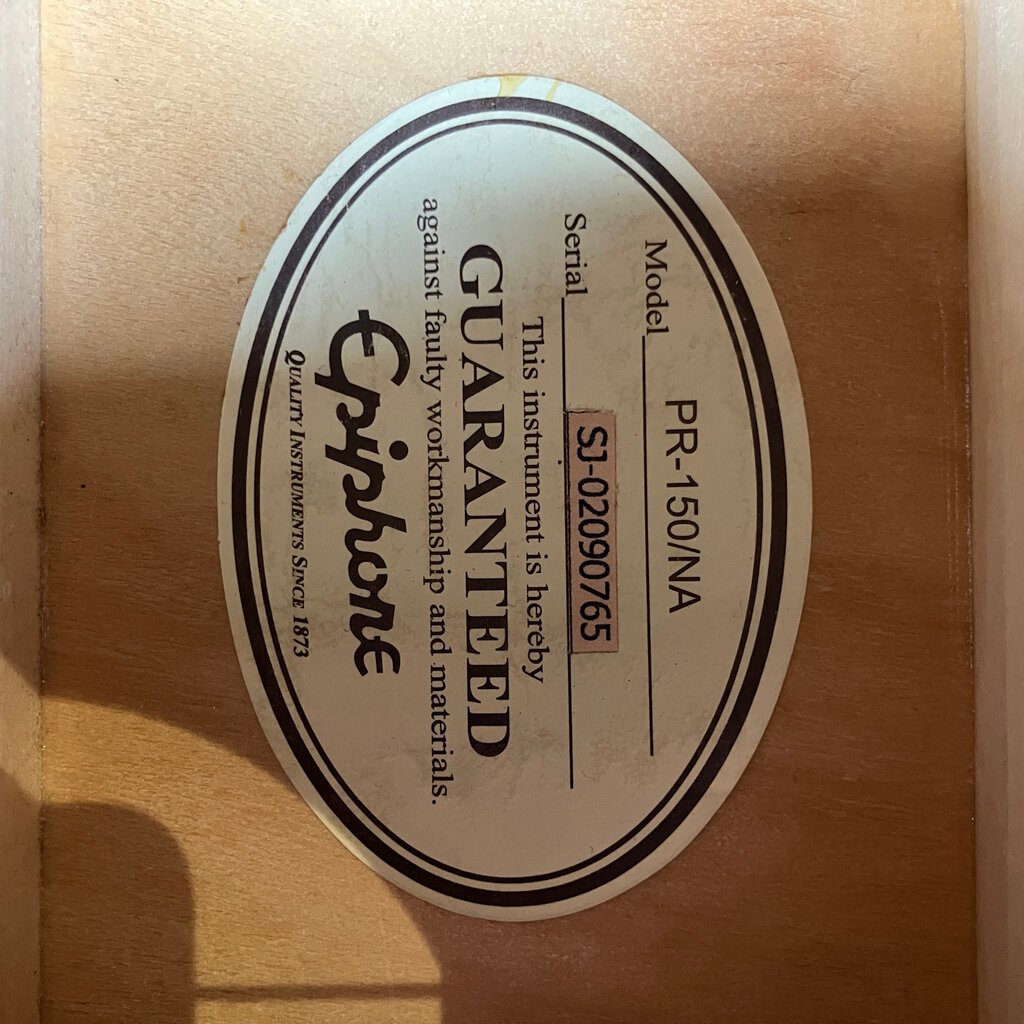 Model PR-150/NA
Serial SJ-02090765
This instrument is hereby
GUARANTEED
against faulty workmanship and materials.
Epiphone
QUALITY INSTRUMENTS SINCE 1873